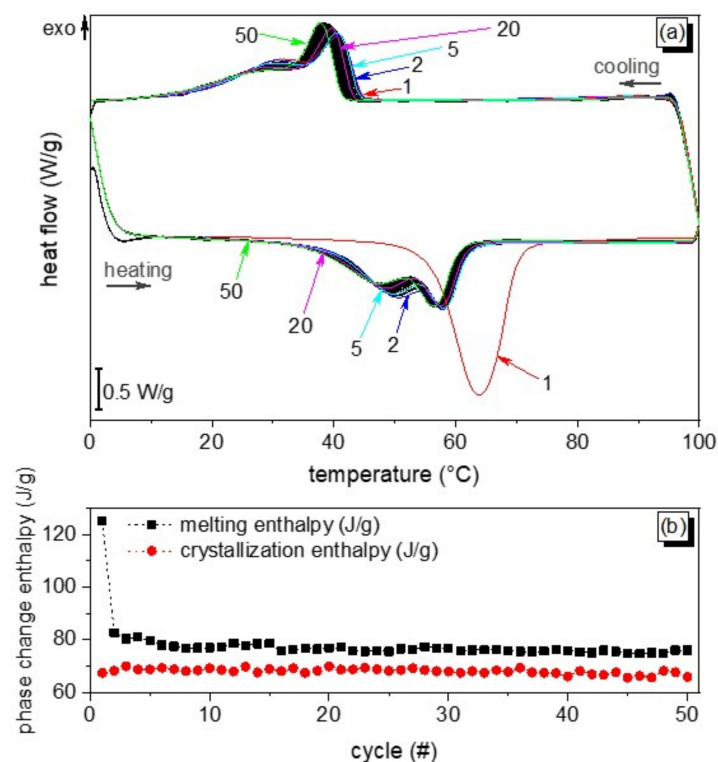 exo
(a)
50
20
5
2
1
cooling
heat flow (W/g)
heating
50
20
5
2
1
0.5 W/g
0 20 40 60 80 100
temperature (°C)
(b)
melting enthalpy (J/g)
crystallization enthalpy (J/g)
phase change enthalpy (J/g)
120
100
80
60
0 10 20 30 40 50
cycle (#)